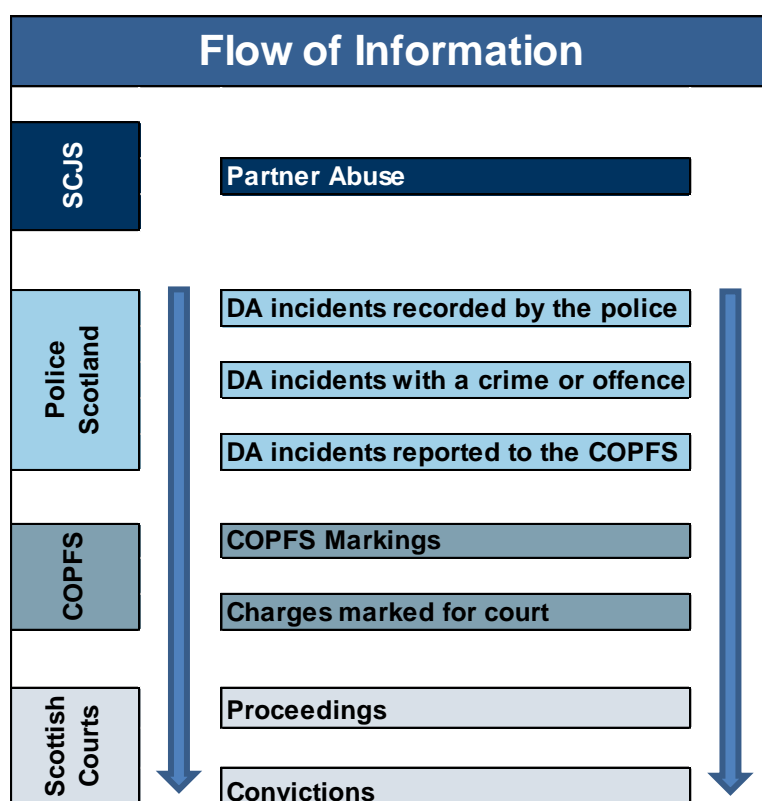 Flow of Information
SCJS
Partner Abuse
Police
Scotland
DA incidents recorded by the police
DA incidents with a crime or offence
DA incidents reported to the COPFS
COPFS
COPFS Markings
Charges marked for court
Scottish
Courts
Proceedings
Convictions